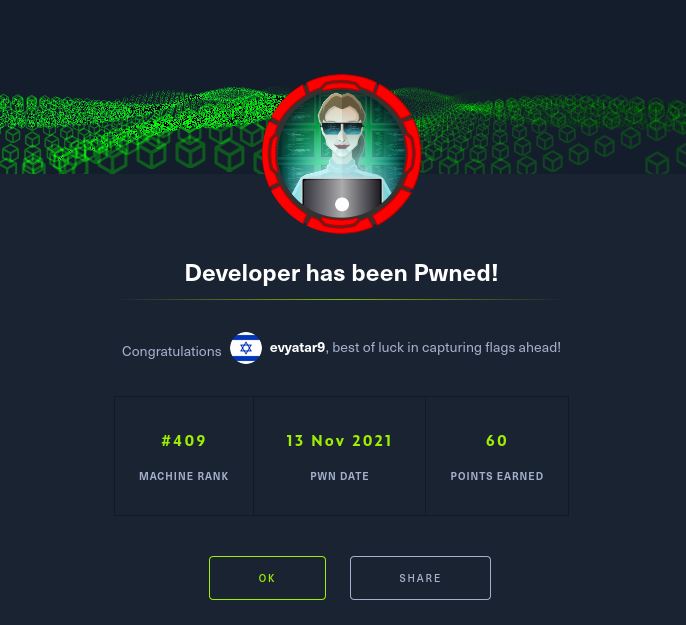 Developer has been Pwned!
Congratulations evyatar9, best of luck in capturing flags ahead!
#409 13 Nov 2021 60
MACHINE RANK PWN DATE POINTS EARNED
OK SHARE